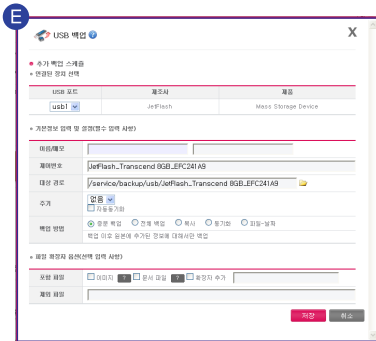 E
USB 백업 ?
X
추가 백업 스케줄
» 연결된 장치 선택
USB 포트 제조사 제품
usb1 JetFlash Mass Storage Device
» 기본정보 입력 및 설정(필수 입력 사항)
이름/메모
제어번호 JetFlash_Transcend 8GB_EFC241A9
대상 경로 /service/backup/usb/JetFlash_Transcend 8GB_EFC241A9
주기 없음
자동동기화
백업 방법 증분 백업 전체 백업 복사 동기화 파일-날짜
백업 이후 원본에 추가된 정보에 대해서만 백업
» 파일 확장자 옵션(선택 입력 사항)
포함 파일 이미지 ? 문서 파일 ? 확장자 추가
제외 파일
저장 취소